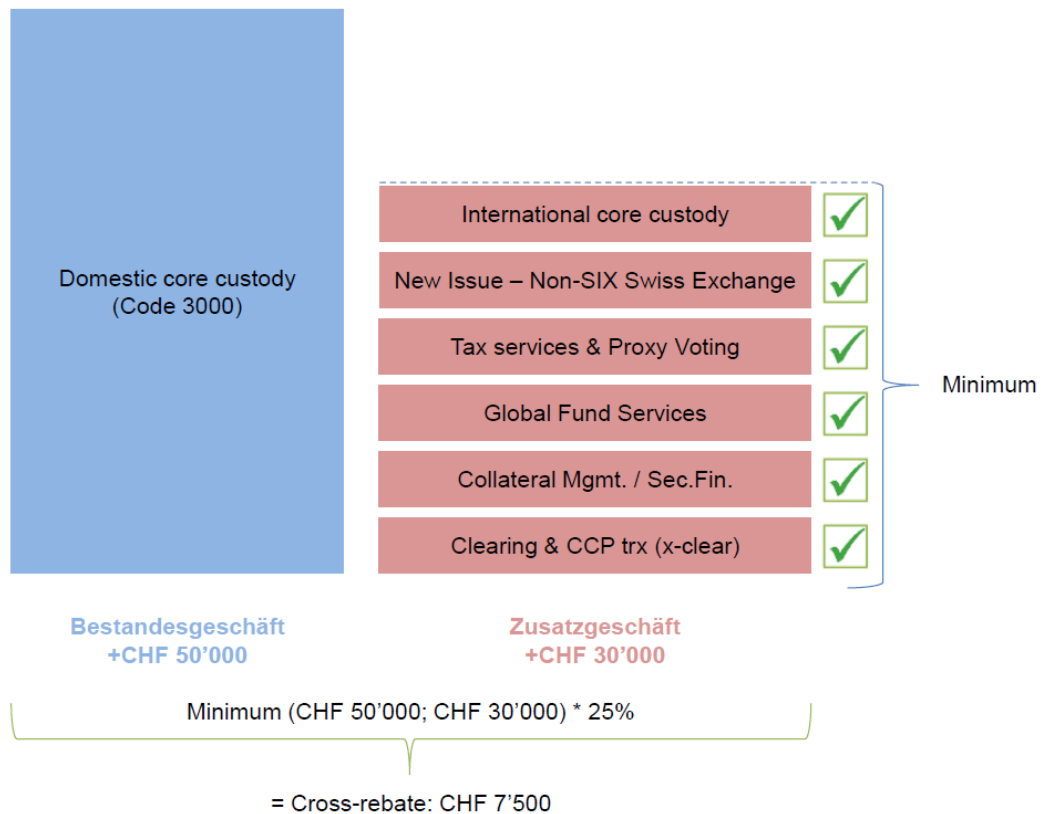 Domestic core custody
(Code 3000)
International core custody
New Issue – Non-SIX Swiss Exchange
Tax services & Proxy Voting
Global Fund Services
Collateral Mgmt. / Sec.Fin.
Clearing & CCP trx (x-clear)
Minimum
Bestandesgeschäft
+CHF 50’000
Zusatzgeschäft
+CHF 30’000
Minimum (CHF 50’000; CHF 30’000) * 25%
= Cross-rebate: CHF 7’500